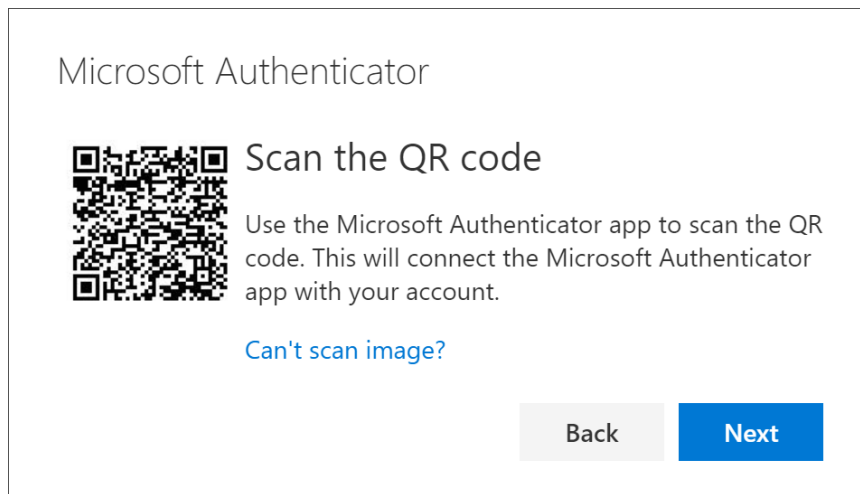 Microsoft Authenticator
Scan the QR code
Use the Microsoft Authenticator app to scan the QR
code. This will connect the Microsoft Authenticator
app with your account.
Can't scan image?
Back
Next